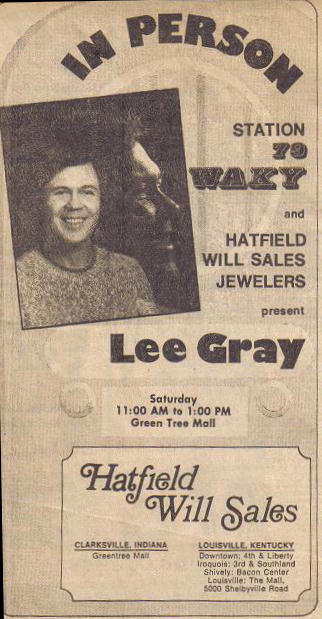 IN PERSON
STATION
79
WAKY
and
HATFIELD
WILL SALES
JEWELERS
present
Lee Gray
Saturday
11:00 AM to 1:00 PM
Green Tree Mall
Hatfield
Will Sales
CLARKSVILLE, INDIANA
Greentree Mall
LOUISVILLE, KENTUCKY
Downtown: 4th & Liberty
Iroquois: 3rd & Southland
Shively: Bacon Center
Louisville: The Mall,
5000 Shelbyville Road